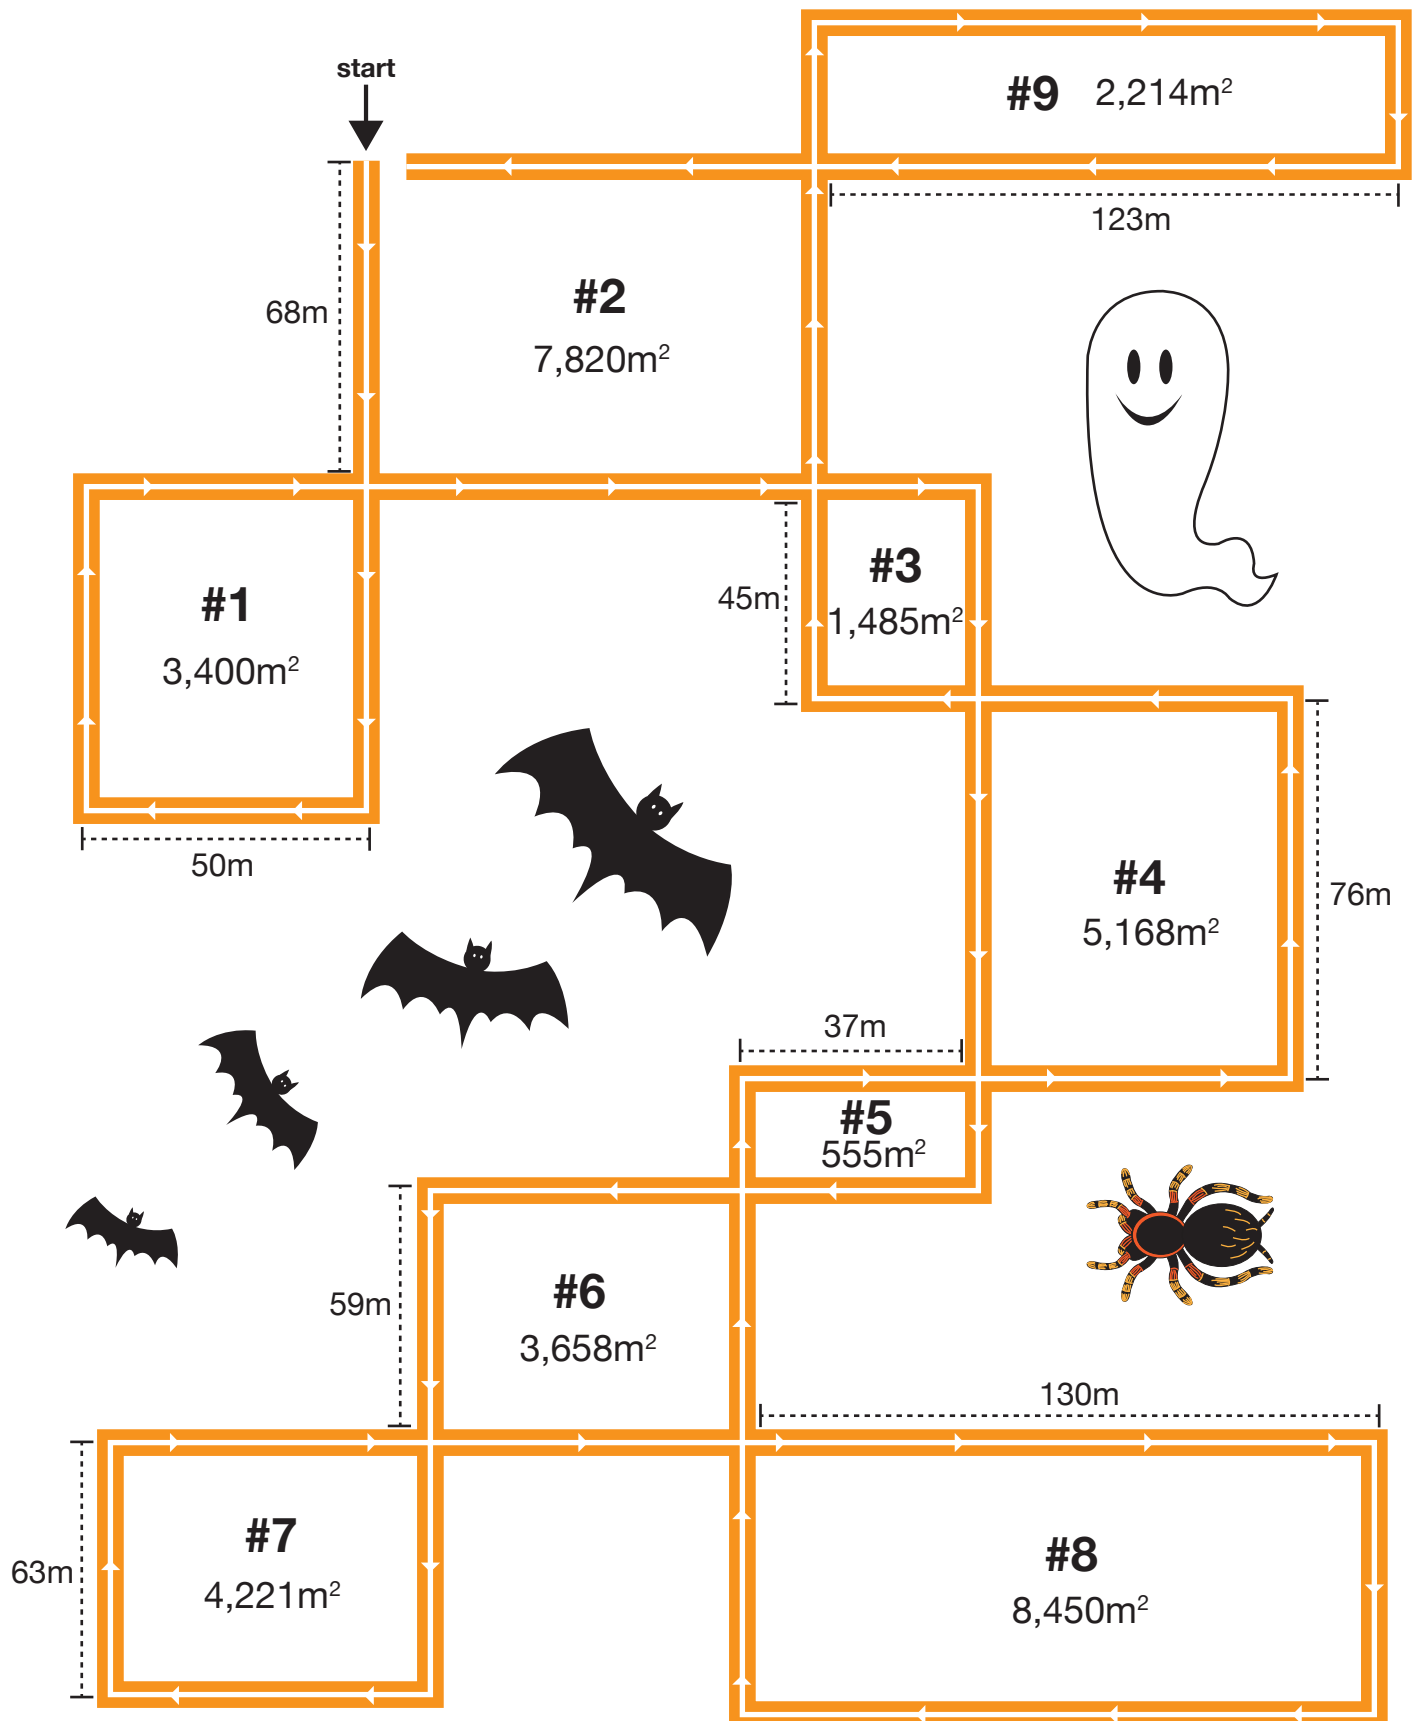 #9 2,214m²
start
123m
68m
#2
7,820m²
#3
45m
1,485m²
#1
3,400m²
50m
#4
76m
5,168m²
37m
#5
555m²
#6
59m
3,658m²
130m
#7
63m
4,221m²
#8
8,450m²